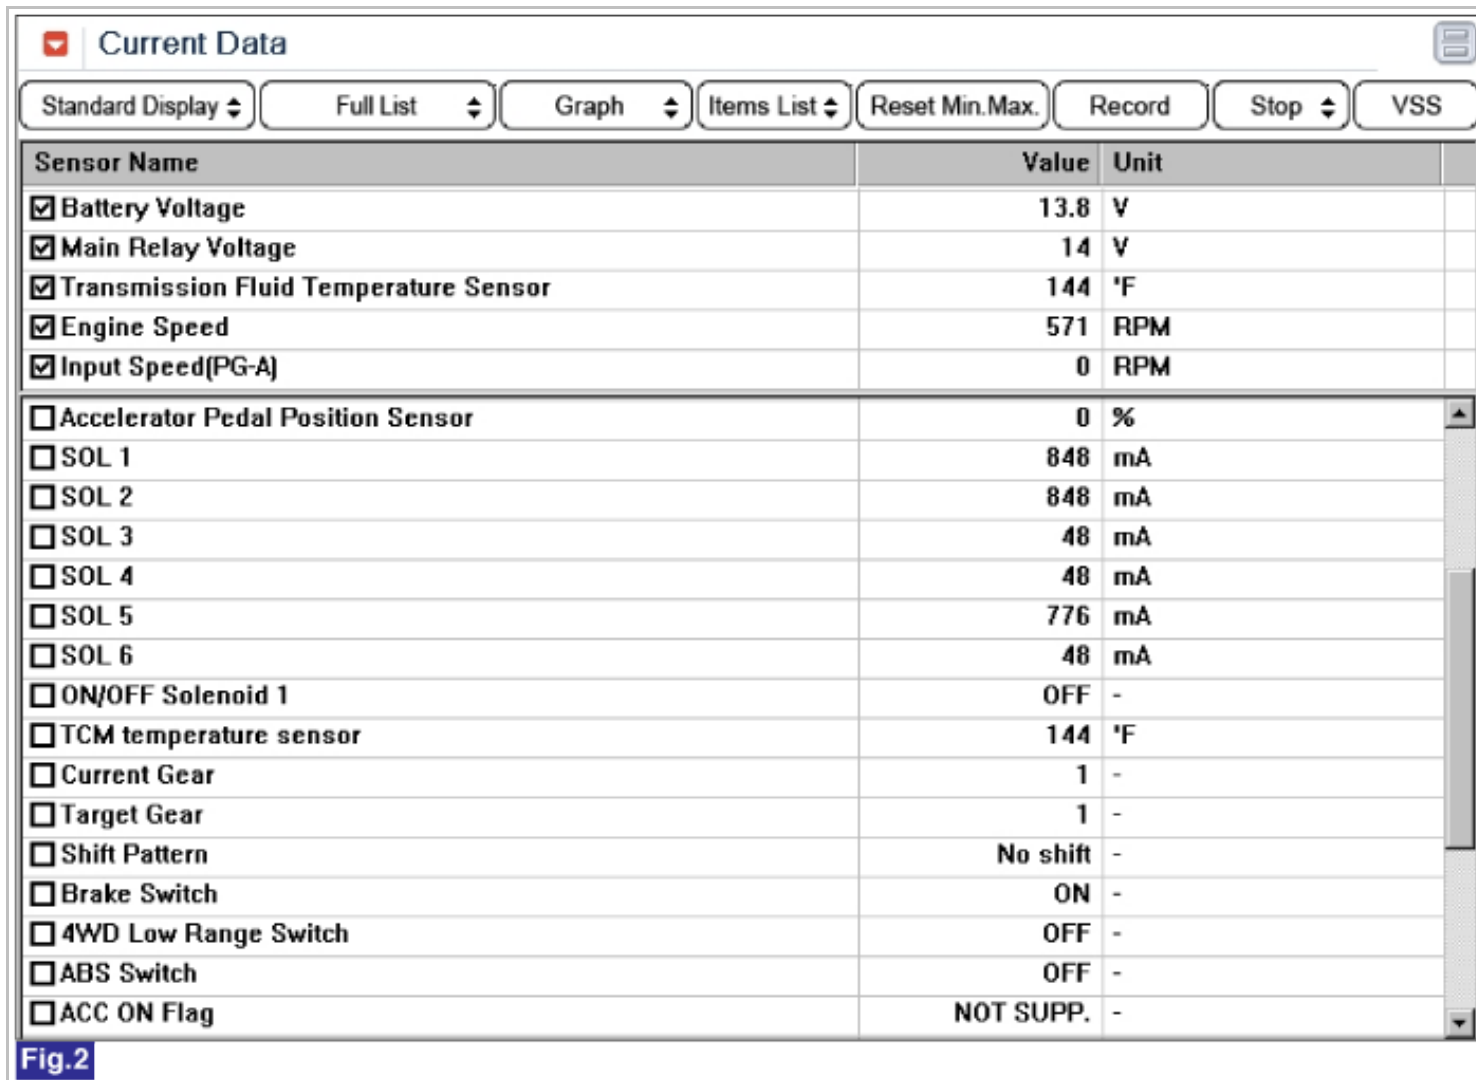 Current Data
Standard Display Full List Graph Items List Reset Min.Max. Record Stop VSS
Sensor Name Value Unit
Battery Voltage 13.8 V
Main Relay Voltage 14 V
Transmission Fluid Temperature Sensor 144 'F
Engine Speed 571 RPM
Input Speed(PG-A) 0 RPM
Accelerator Pedal Position Sensor 0 %
SOL 1 848 mA
SOL 2 848 mA
SOL 3 48 mA
SOL 4 48 mA
SOL 5 776 mA
SOL 6 48 mA
ON/OFF Solenoid 1 OFF -
TCM temperature sensor 144 'F
Current Gear 1 -
Target Gear 1 -
Shift Pattern No shift -
Brake Switch ON -
4WD Low Range Switch OFF -
ABS Switch OFF -
ACC ON Flag NOT SUPP. -
Fig.2